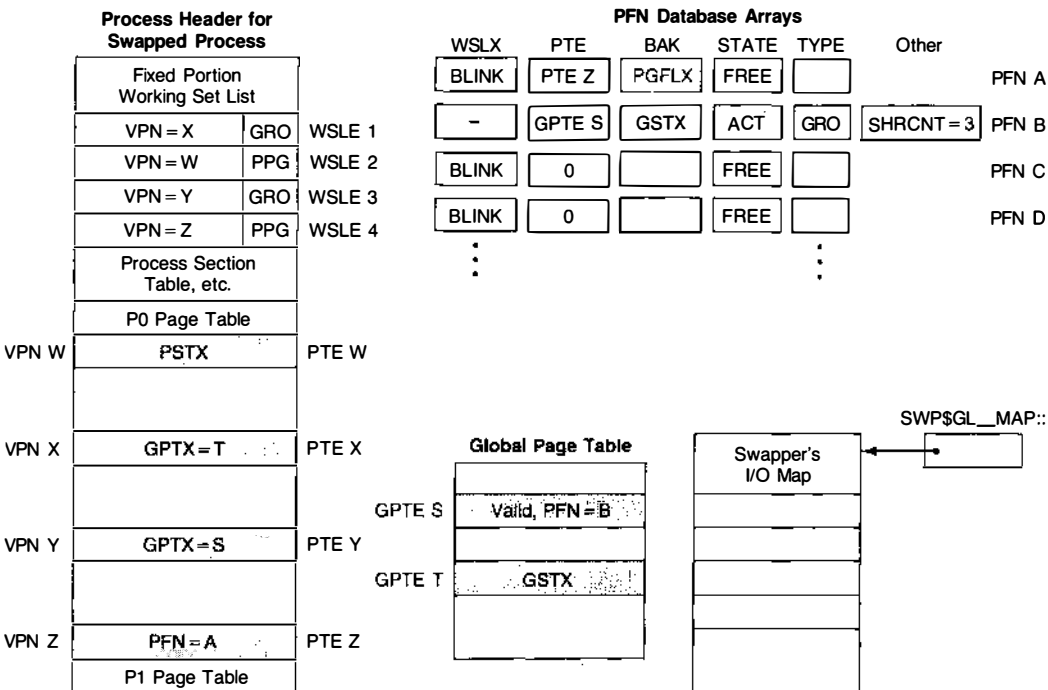 Process Header for
Swapped Process
Fixed Portion
Working Set List
VPN = X GRO WSLE 1
VPN = W PPG WSLE 2
VPN = Y GRO WSLE 3
VPN = Z PPG WSLE 4
Process Section
Table, etc.
P0 Page Table
VPN W PSTX PTE W
VPN X GPTX = T PTE X
VPN Y GPTX = S PTE Y
VPN Z PFN = A PTE Z
P1 Page Table
PFN Database Arrays
WSLX PTE BAK STATE TYPE Other
BLINK PTE Z PGFLX FREE PFN A
– GPTE S GSTX ACT GRO SHRCNT = 3 PFN B
BLINK 0 FREE PFN C
BLINK 0 FREE PFN D
Global Page Table
GPTE S Valid, PFN = B
GPTE T GSTX
SWP$GL__MAP::
Swapper's
I/O Map